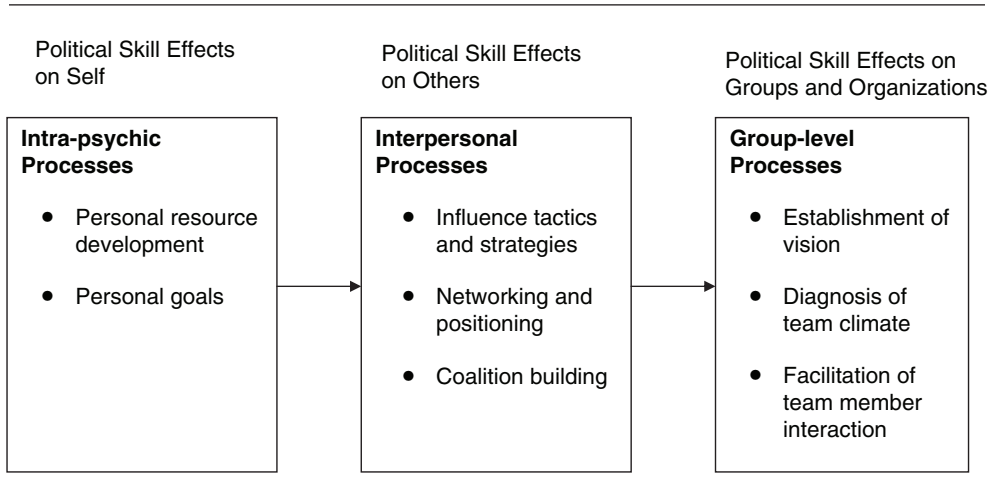 Political Skill Effects
on Self
Intra-psychic
Processes
● Personal resource
development
● Personal goals
Political Skill Effects
on Others
Interpersonal
Processes
● Influence tactics
and strategies
● Networking and
positioning
● Coalition building
Political Skill Effects on
Groups and Organizations
Group-level
Processes
● Establishment of
vision
● Diagnosis of
team climate
● Facilitation of
team member
interaction